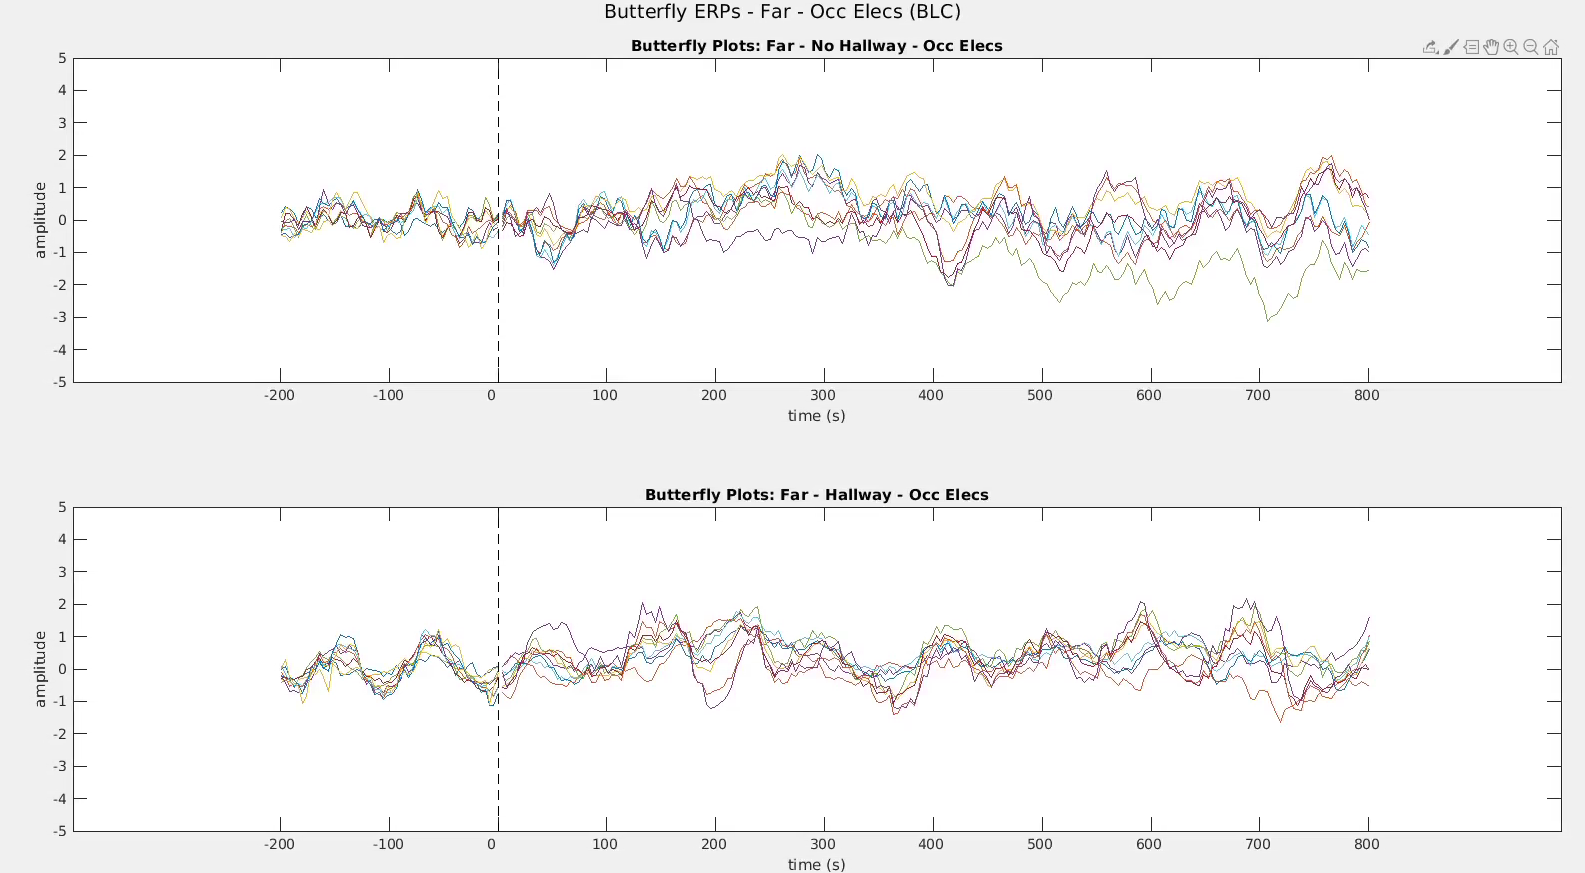 Butterfly ERPs - Far - Occ Elecs (BLC)
Butterfly Plots: Far - No Hallway - Occ Elecs
5
4
3
2
1
0
-1
-2
-3
-4
-5
amplitude
-200 -100 0 100 200 300 400 500 600 700 800
time (s)
Butterfly Plots: Far - Hallway - Occ Elecs
5
4
3
2
1
0
-1
-2
-3
-4
-5
amplitude
-200 -100 0 100 200 300 400 500 600 700 800
time (s)